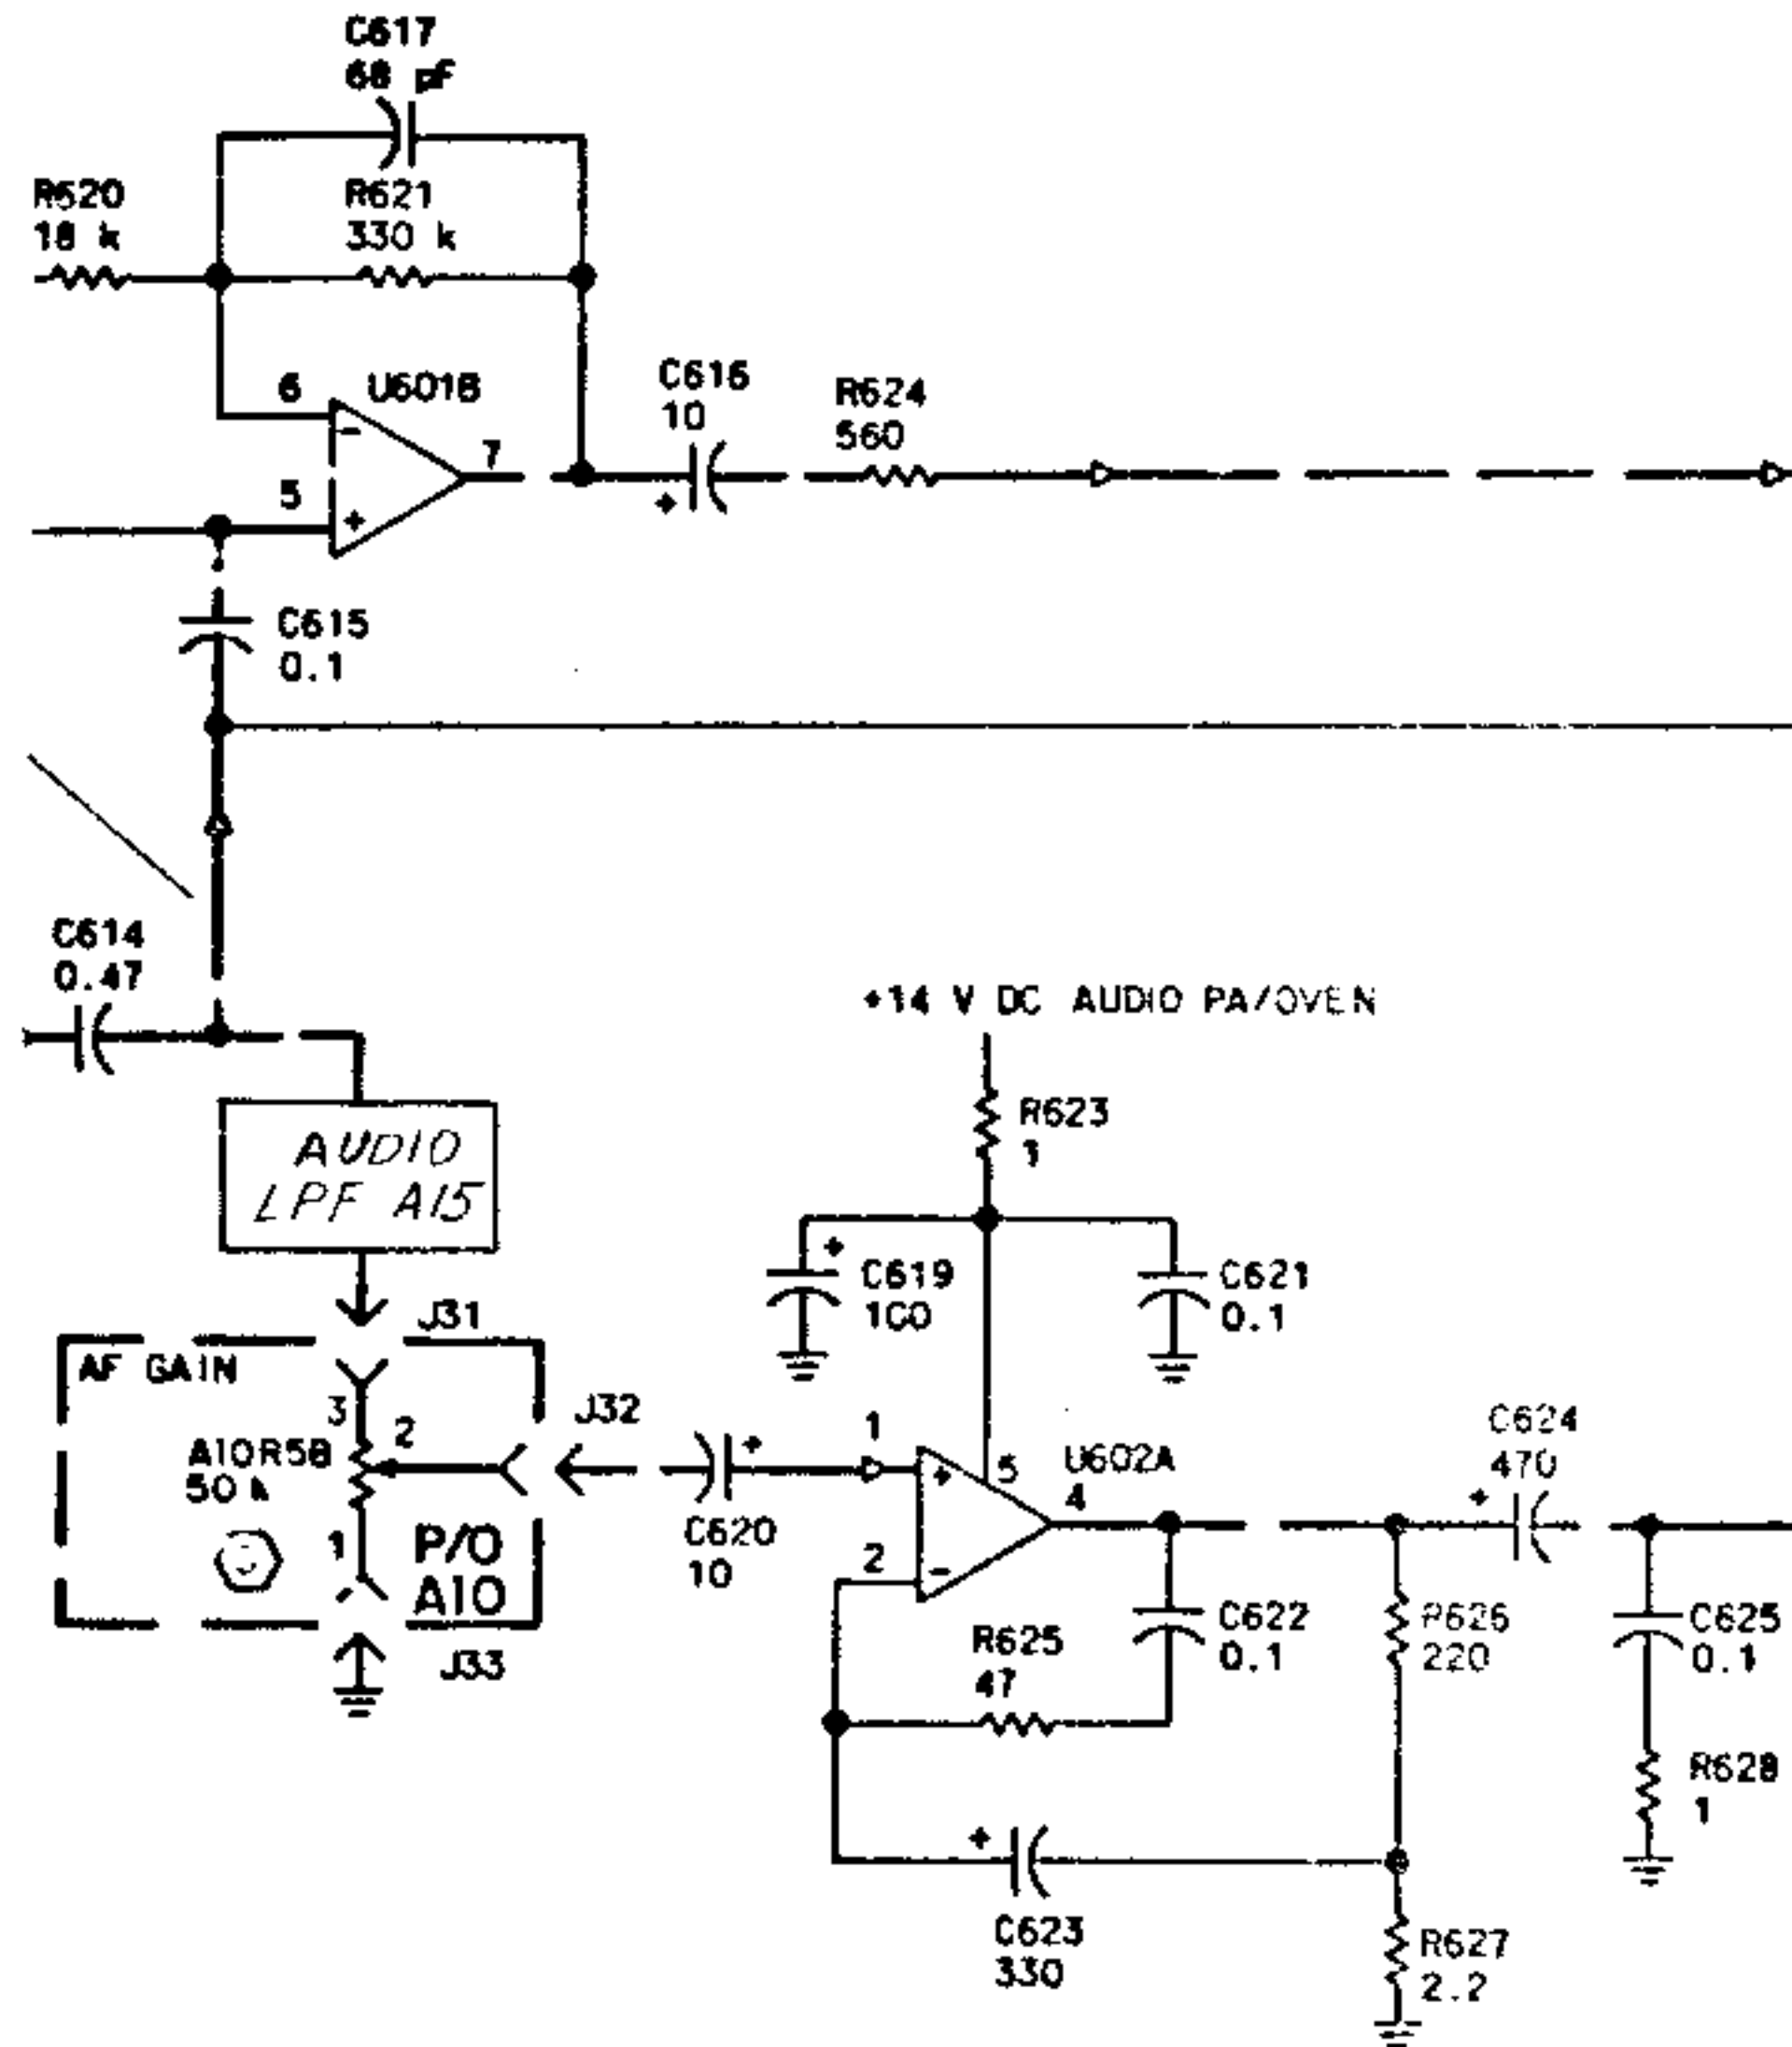 C617
68 pf
R620
18 k
R621
330 k
6
U601B
7
5
-
+
C616
10
+
R624
560
C615
0.1
C614
0.47
AUDIO
LPF A15
J31
AF GAIN
3
2
A10R5B
50 k
1
P/O
A10
J33
J32
+
C620
10
+14 V DC AUDIO PA/OVEN
R623
1
+
C619
100
C621
0.1
1
+
5
U602A
4
2
-
C622
0.1
R625
47
+
C623
330
C624
470
+
R626
220
R627
2.2
C625
0.1
R628
1